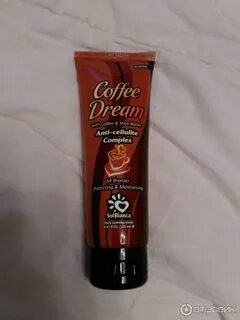 Coffee
Dream
with Coffee & Shea Butter
Anti-cellulite
Complex
6X Bronzer
Protecting & Moisturizing
SolBianca
ОТЗОВИК